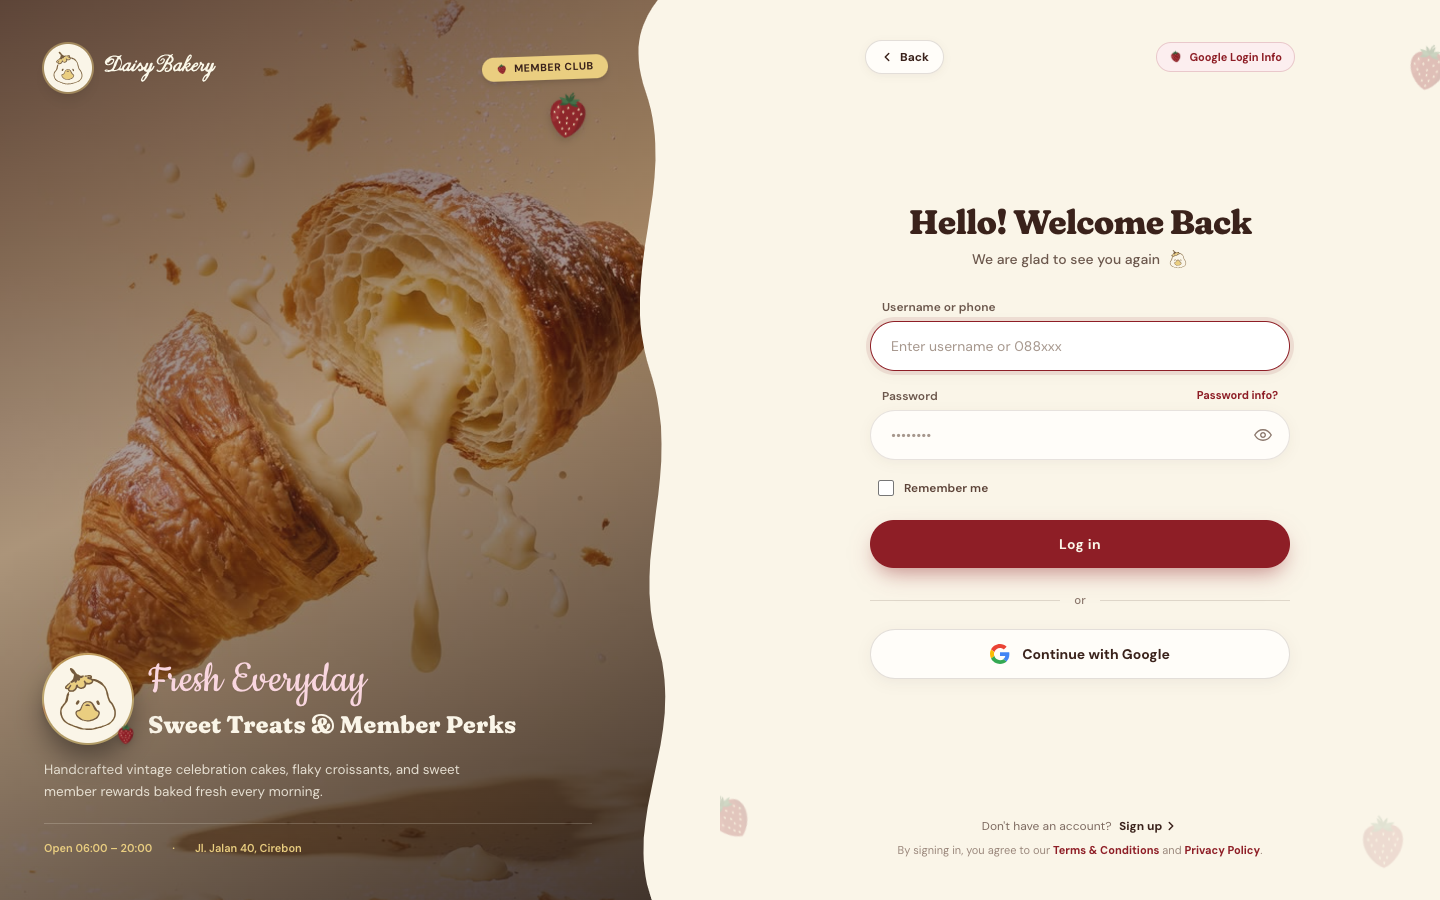 Daisy Bakery
MEMBER CLUB
Fresh Everyday
Sweet Treats & Member Perks
Handcrafted vintage celebration cakes, flaky croissants, and sweet
member rewards baked fresh every morning.
Open 06:00 – 20:00 · Jl. Jalan 40, Cirebon
Back
Google Login Info
Hello! Welcome Back
We are glad to see you again
Username or phone
Enter username or 088xxx
Password
Password info?
••••••••
Remember me
Log in
or
Continue with Google
Don't have an account? Sign up
By signing in, you agree to our Terms & Conditions and Privacy Policy.